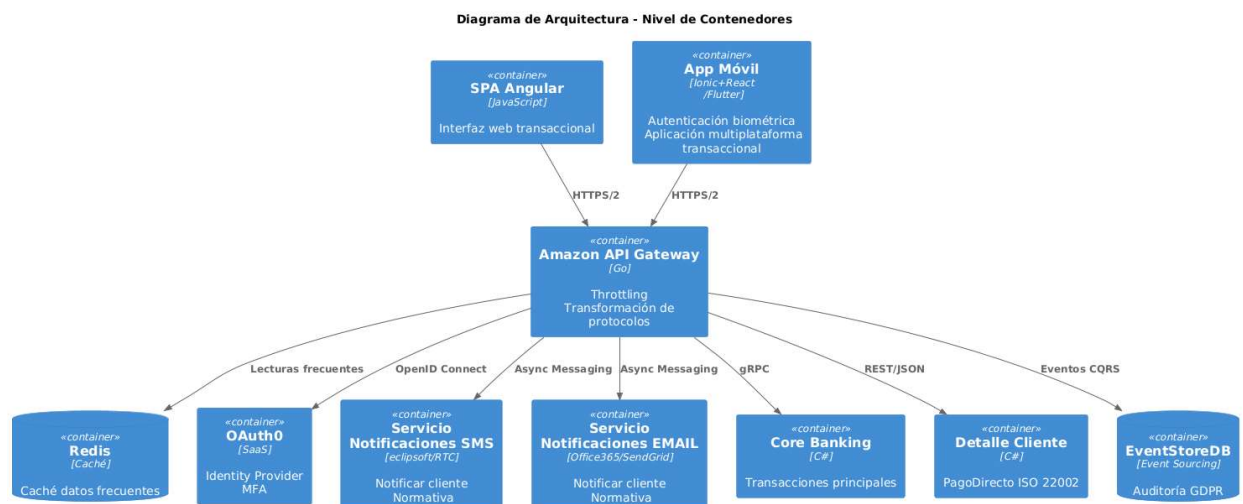 Diagrama de Arquitectura - Nivel de Contenedores
«container»
SPA Angular
[JavaScript]
Interfaz web transaccional
«container»
App Móvil
[Ionic+React
/Flutter]
Autenticación biométrica
Aplicación multiplataforma
transaccional
HTTPS/2
HTTPS/2
«container»
Amazon API Gateway
[Go]
Throttling
Transformación de
protocolos
Lecturas frecuentes
OpenID Connect
Async Messaging
Async Messaging
gRPC
REST/JSON
Eventos CQRS
«container»
Redis
[Caché]
Caché datos frecuentes
«container»
OAuth0
[SaaS]
Identity Provider
MFA
«container»
Servicio
Notificaciones SMS
[eclipsoft/RTC]
Notificar cliente
Normativa
«container»
Servicio
Notificaciones EMAIL
[Office365/SendGrid]
Notificar cliente
Normativa
«container»
Core Banking
[C#]
Transacciones principales
«container»
Detalle Cliente
[C#]
PagoDirecto ISO 22002
«container»
EventStoreDB
[Event Sourcing]
Auditoría GDPR